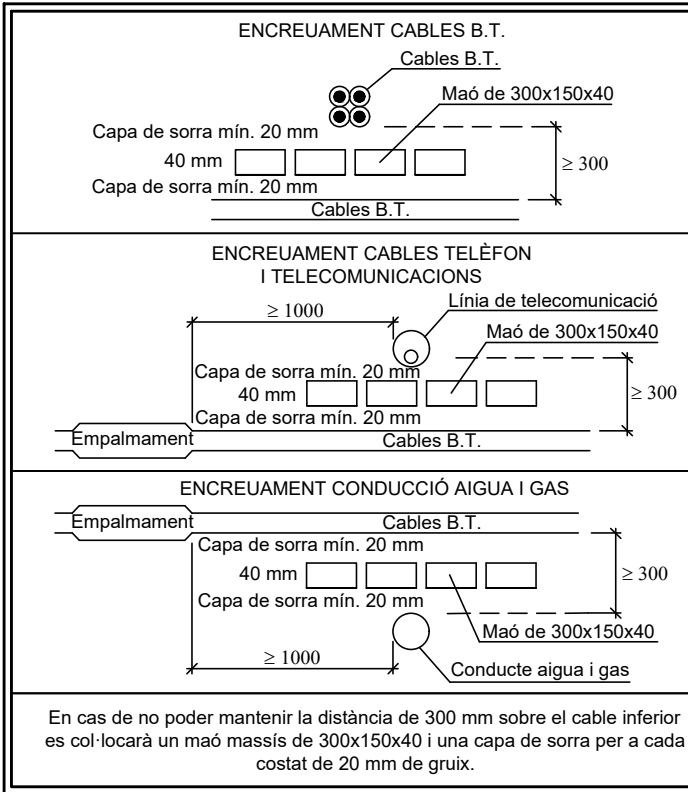 ENCREUAMENT CABLES B.T.
Cables B.T.
Maó de 300x150x40
Capa de sorra mín. 20 mm
40 mm
≥ 300
Capa de sorra mín. 20 mm
Cables B.T.
ENCREUAMENT CABLES TELÈFON
I TELECOMUNICACIONS
≥ 1000
Línia de telecomunicació
Maó de 300x150x40
Capa de sorra mín. 20 mm
40 mm
≥ 300
Capa de sorra mín. 20 mm
Empalmament
Cables B.T.
ENCREUAMENT CONDUCCIÓ AIGUA I GAS
Empalmament
Cables B.T.
Capa de sorra mín. 20 mm
40 mm
≥ 300
Capa de sorra mín. 20 mm
Maó de 300x150x40
≥ 1000
Conducte aigua i gas
En cas de no poder mantenir la distància de 300 mm sobre el cable inferior
es col·locarà un maó massís de 300x150x40 i una capa de sorra per a cada
costat de 20 mm de gruix.